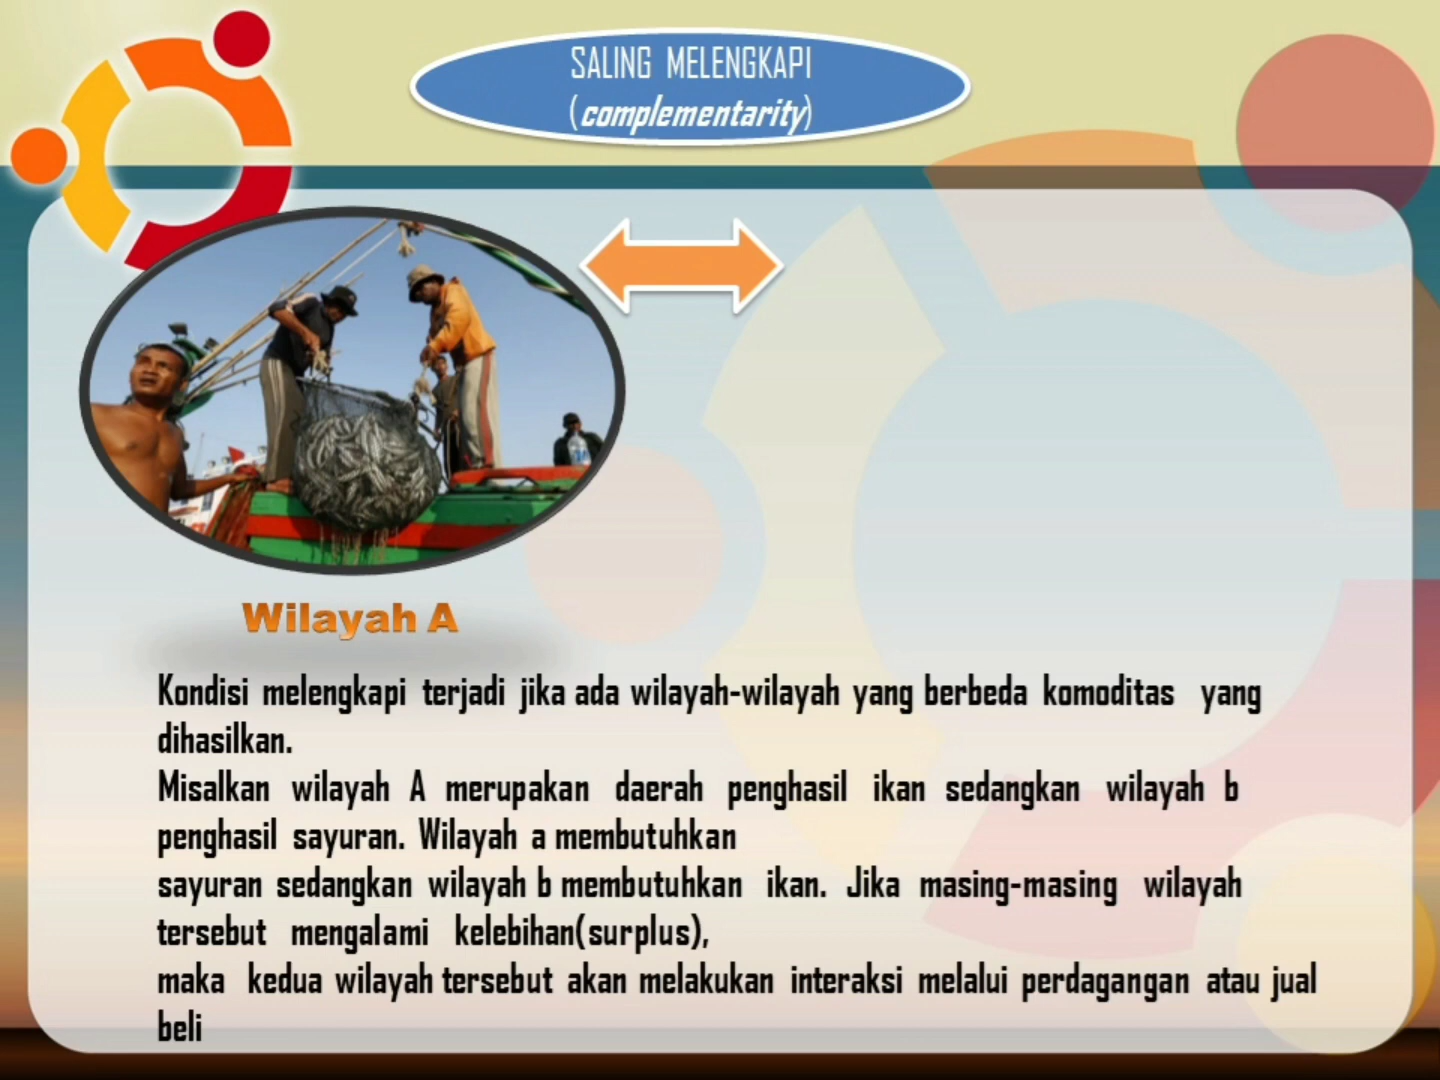 SALING MELENGKAPI
(complementarity)
Wilayah A
Kondisi melengkapi terjadi jika ada wilayah-wilayah yang berbeda komoditas yang
dihasilkan.
Misalkan wilayah A merupakan daerah penghasil ikan sedangkan wilayah b
penghasil sayuran. Wilayah a membutuhkan
sayuran sedangkan wilayah b membutuhkan ikan. Jika masing-masing wilayah
tersebut mengalami kelebihan(surplus),
maka kedua wilayah tersebut akan melakukan interaksi melalui perdagangan atau jual
beli